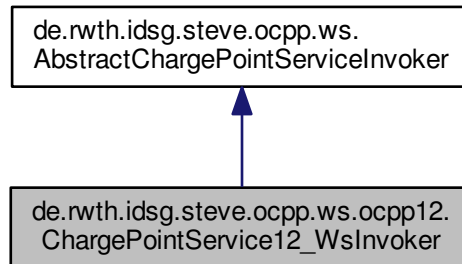 de.rwth.idsg.steve.ocpp.ws.
AbstractChargePointServiceInvoker
de.rwth.idsg.steve.ocpp.ws.ocpp12.
ChargePointService12_WsInvoker